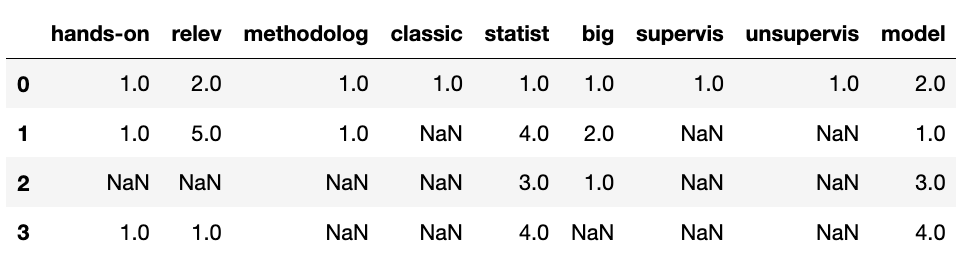 hands-on relev methodolog classic statist big supervis unsupervis model
0 1.0 2.0 1.0 1.0 1.0 1.0 1.0 1.0 2.0
1 1.0 5.0 1.0 NaN 4.0 2.0 NaN NaN 1.0
2 NaN NaN NaN NaN 3.0 1.0 NaN NaN 3.0
3 1.0 1.0 NaN NaN 4.0 NaN NaN NaN 4.0